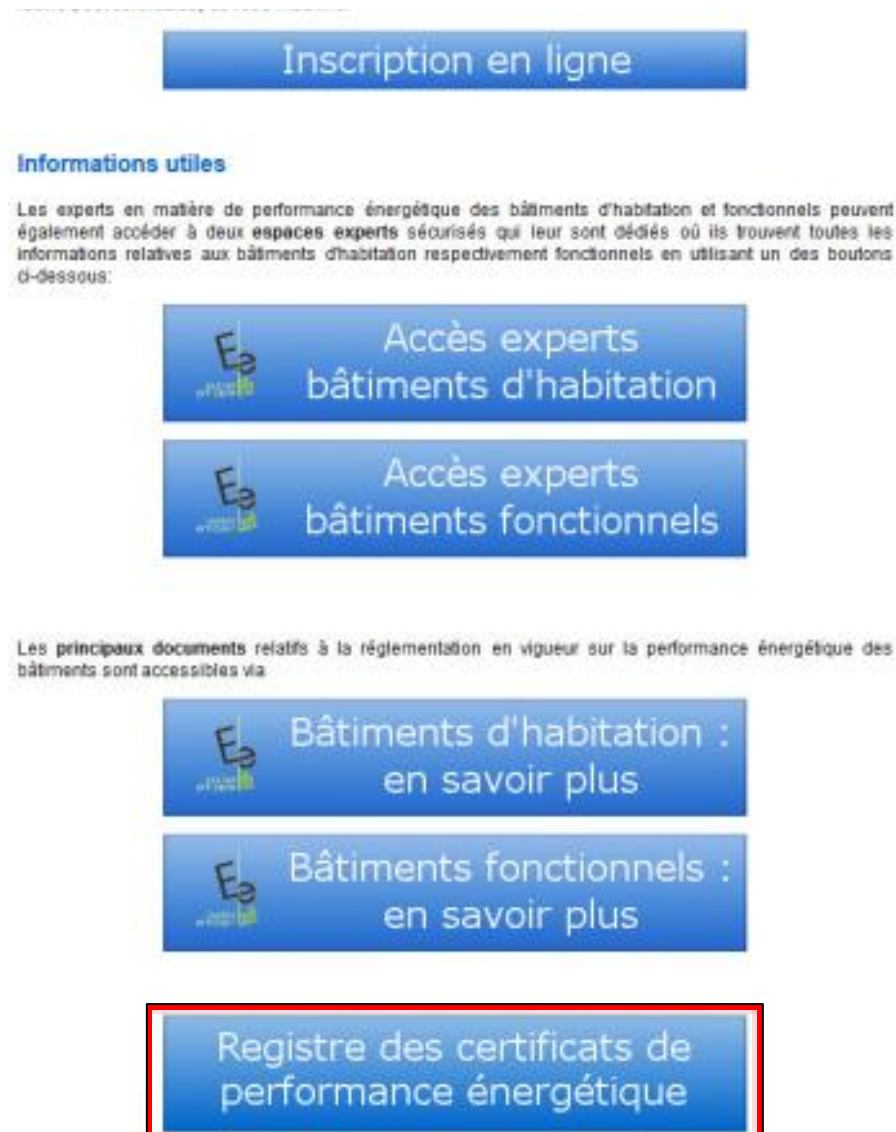 Inscription en ligne
Informations utiles
Les experts en matière de performance énergétique des bâtiments d'habitation et fonctionnels peuvent
également accéder à deux espaces experts sécurisés qui leur sont dédiés où ils trouvent toutes les
informations relatives aux bâtiments d'habitation respectivement fonctionnels en utilisant un des boutons
ci-dessous:
Accès experts
bâtiments d'habitation
Accès experts
bâtiments fonctionnels
Les principaux documents relatifs à la réglementation en vigueur sur la performance énergétique des
bâtiments sont accessibles via
Bâtiments d'habitation :
en savoir plus
Bâtiments fonctionnels :
en savoir plus
Registre des certificats de
performance énergétique